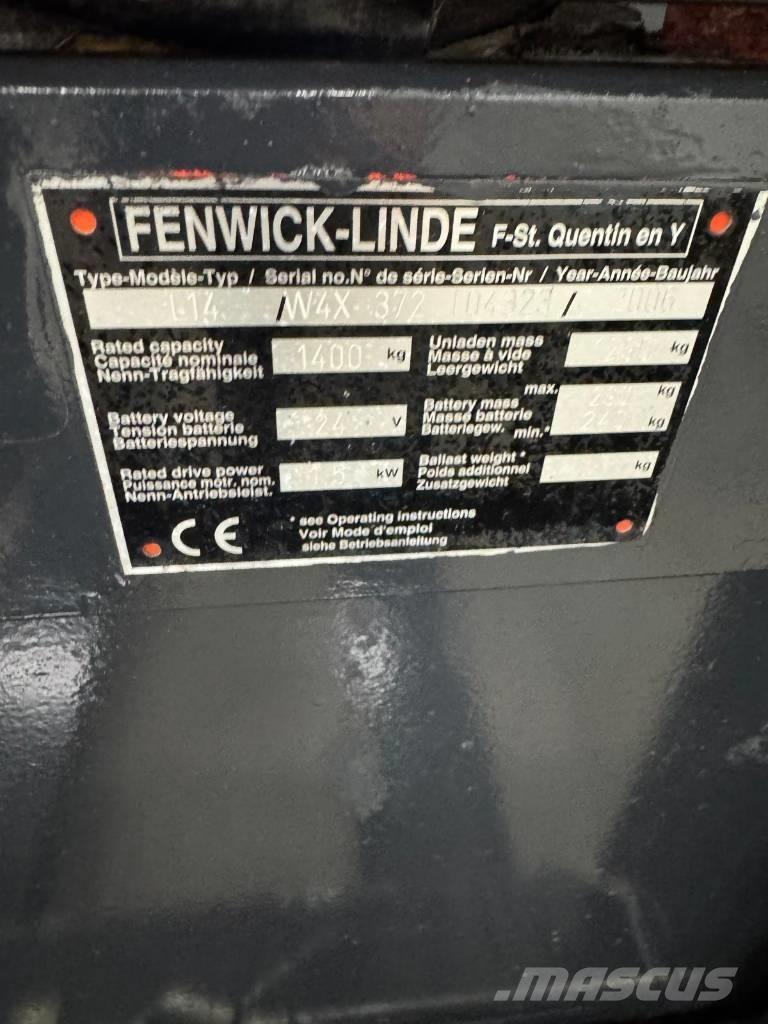 FENWICK-LINDE F-St. Quentin en Y
Type-Modèle-Typ / Serial no.N° de série-Serien-Nr / Year-Année-Baujahr
L14 /W4X 372 /
Rated capacity
Capacité nominale
Nenn-Tragfähigkeit
1400 kg
Unladen mass
Masse à vide
Leergewicht
kg
Battery voltage
Tension batterie
Batteriespannung
24 V
max.
Battery mass
Masse batterie
Batteriegew. min.*
kg
kg
Rated drive power
Puissance motr. nom.
Nenn-Antriebsleist.
1.5 kW
Ballast weight *
Poids additionnel
Zusatzgewicht
kg
CE
* see Operating instructions
Voir Mode d'emploi
siehe Betriebsanleitung
MASCUS